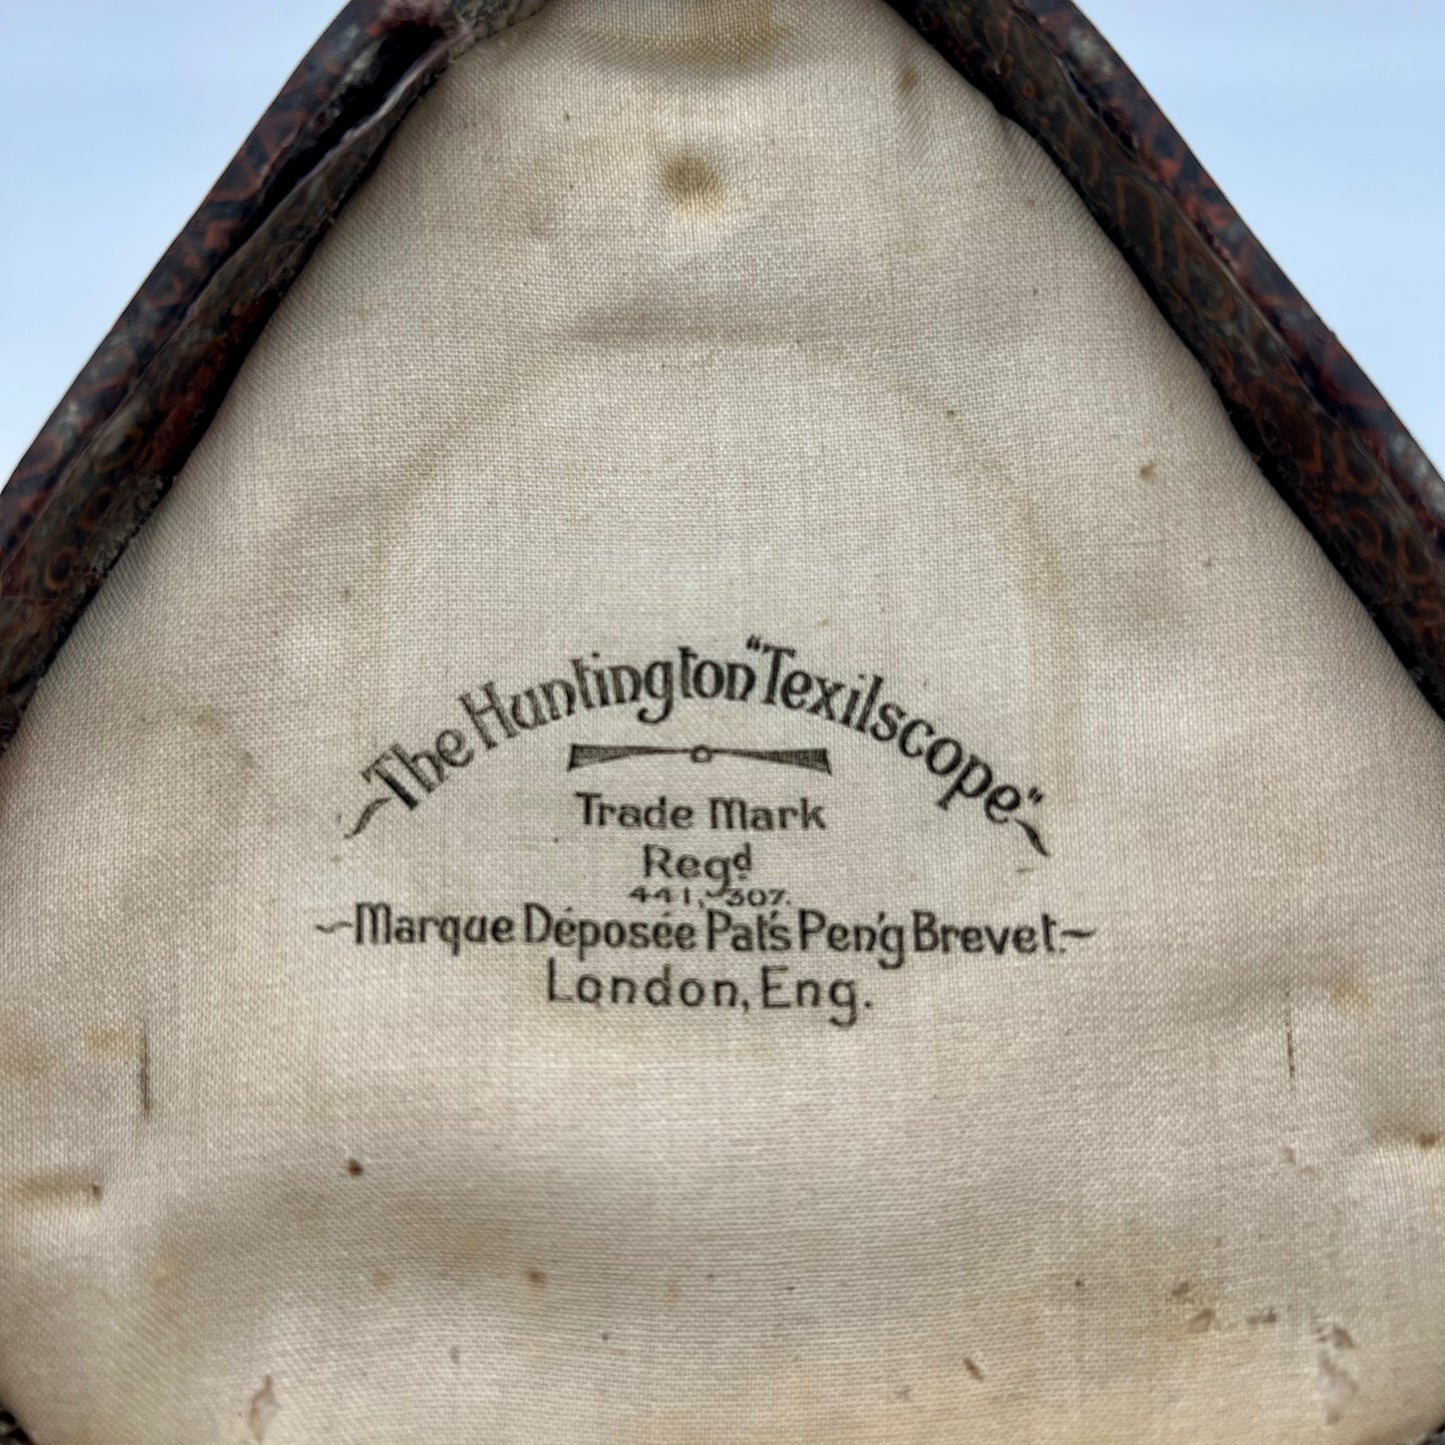 ~The Huntington "Texilscope"~
Trade Mark
Regd
441,307.
~Marque Déposée Pat's Pen'g Brevet.~
London, Eng.